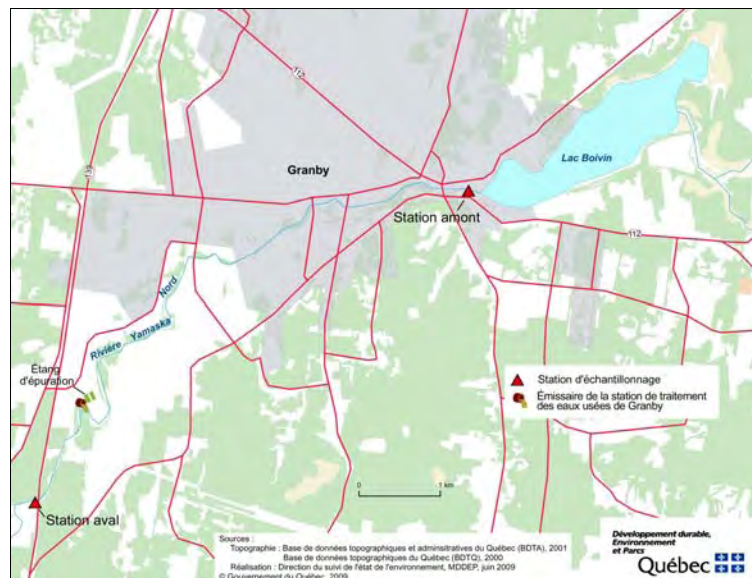 Lac Boivin
Granby
Station amont
139
112
Rivière Yamaska Nord
Étang
d'épuration
Station d'échantillonnage
Émissaire de la station de traitement
des eaux usées de Granby
0 1 km
Station aval
Sources :
Topographie : Base de données topographiques et adminsitratives du Québec (BDTA), 2001
Base de données topographiques du Québec (BDTQ), 2000
Réalisation : Direction du suivi de l'état de l'environnement, MDDEP, juin 2009
© Gouvernement du Québec, 2009
Développement durable,
Environnement
et Parcs
Québec